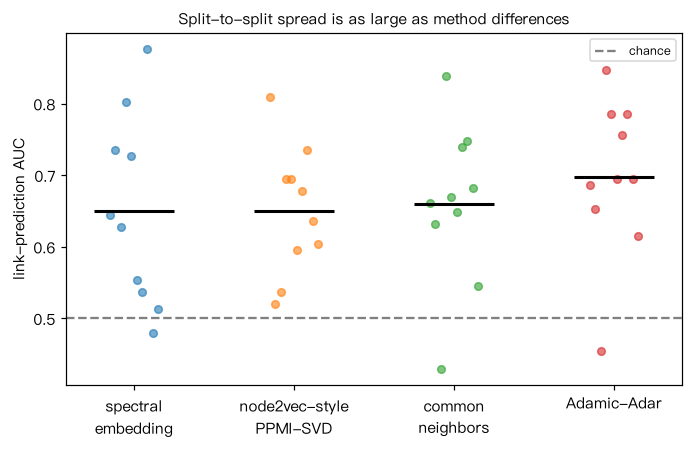 Split-to-split spread is as large as method differences
chance
link-prediction AUC
0.8
0.7
0.6
0.5
spectral
embedding
node2vec-style
PPMI-SVD
common
neighbors
Adamic-Adar